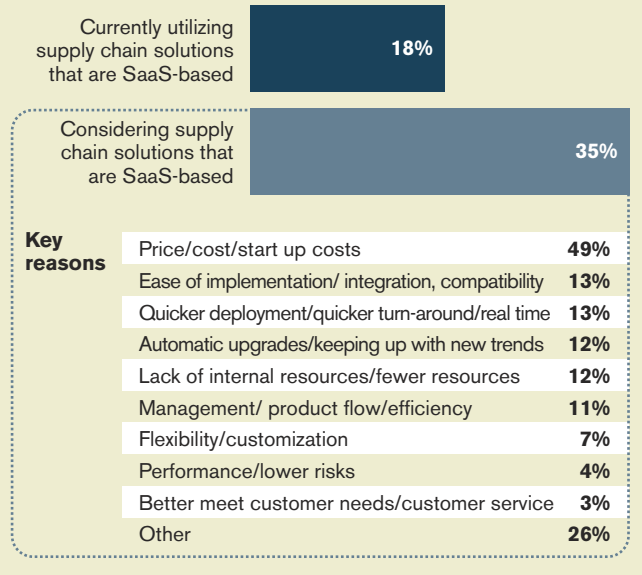 Currently utilizing
supply chain solutions
that are SaaS-based
18%
Considering supply
chain solutions that
are SaaS-based
35%
Key
reasons
Price/cost/start up costs 49%
Ease of implementation/ integration, compatibility 13%
Quicker deployment/quicker turn-around/real time 13%
Automatic upgrades/keeping up with new trends 12%
Lack of internal resources/fewer resources 12%
Management/ product flow/efficiency 11%
Flexibility/customization 7%
Performance/lower risks 4%
Better meet customer needs/customer service 3%
Other 26%